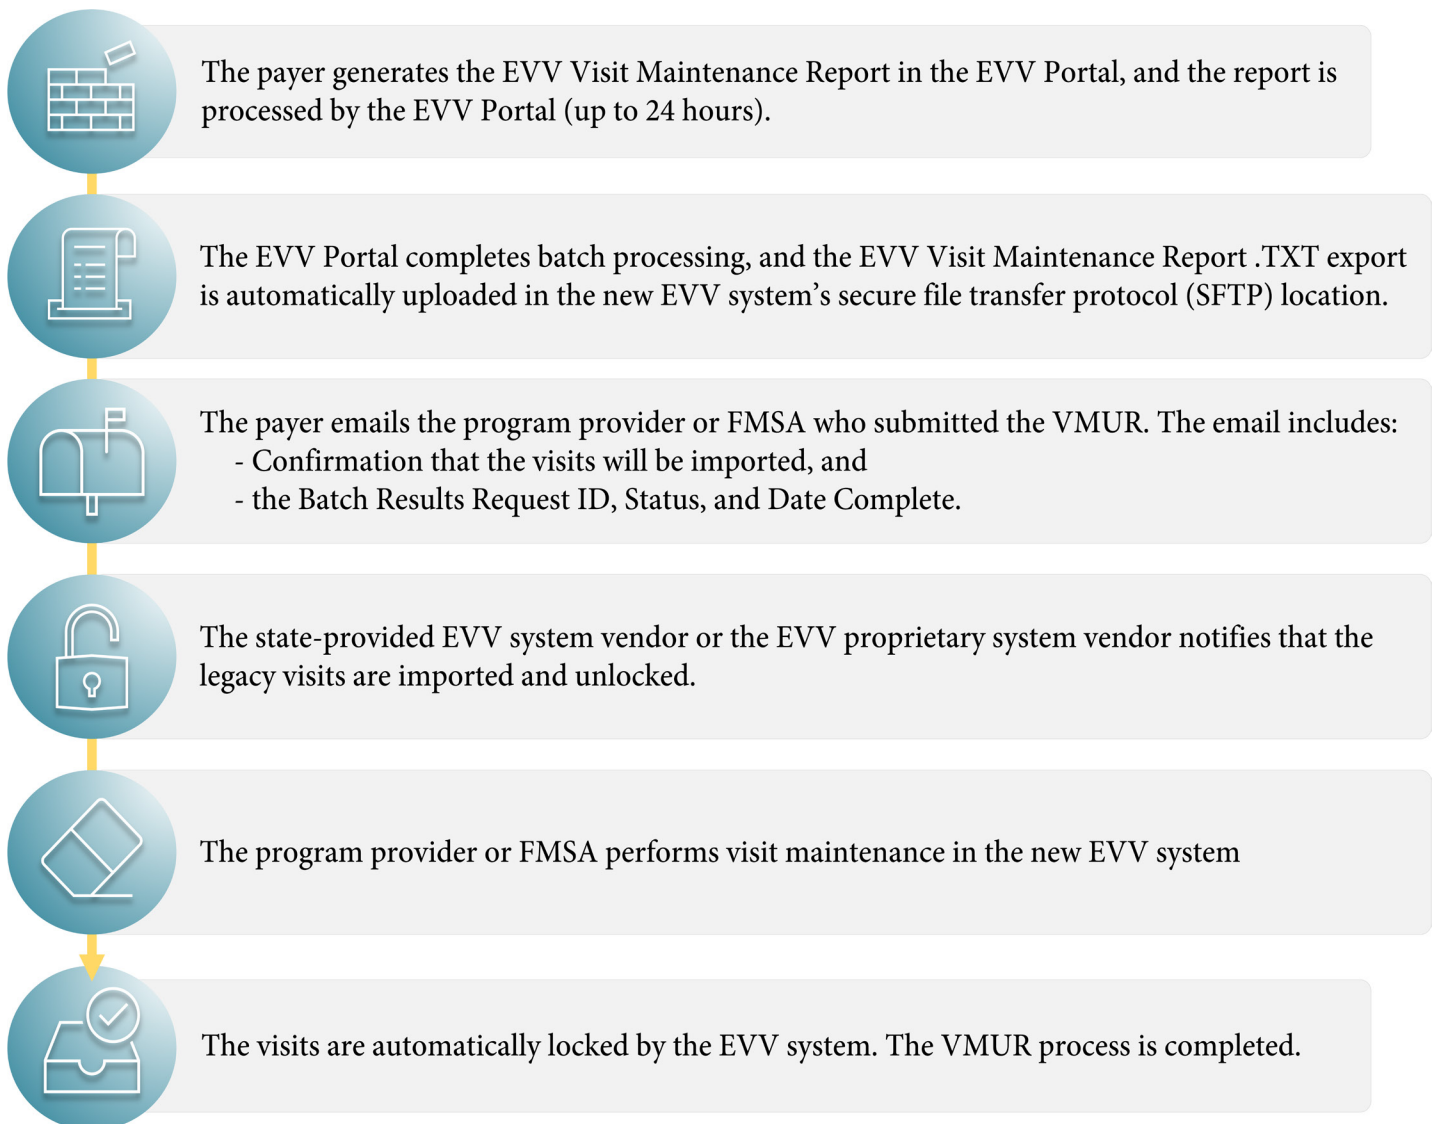 The payer generates the EVV Visit Maintenance Report in the EVV Portal, and the report is
processed by the EVV Portal (up to 24 hours).
The EVV Portal completes batch processing, and the EVV Visit Maintenance Report .TXT export
is automatically uploaded in the new EVV system’s secure file transfer protocol (SFTP) location.
The payer emails the program provider or FMSA who submitted the VMUR. The email includes:
- Confirmation that the visits will be imported, and
- the Batch Results Request ID, Status, and Date Complete.
The state-provided EVV system vendor or the EVV proprietary system vendor notifies that the
legacy visits are imported and unlocked.
The program provider or FMSA performs visit maintenance in the new EVV system
The visits are automatically locked by the EVV system. The VMUR process is completed.